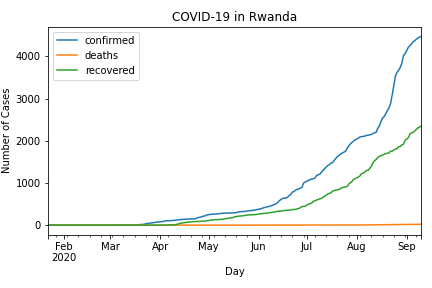 COVID-19 in Rwanda
confirmed
deaths
recovered
Number of Cases
4000
3000
2000
1000
0
Feb Mar Apr May Jun Jul Aug Sep
2020
Day